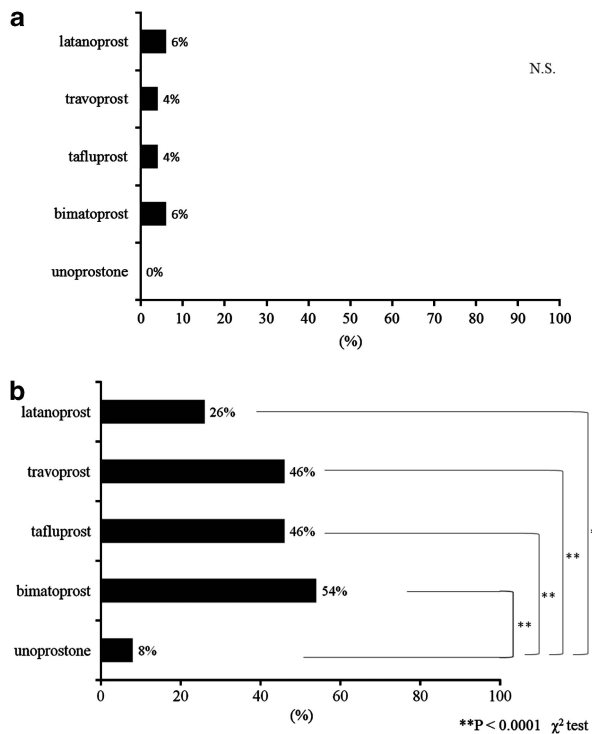 a
latanoprost 6%
N.S.
travoprost 4%
tafluprost 4%
bimatoprost 6%
unoprostone 0%
0 10 20 30 40 50 60 70 80 90 100
(%)
b
latanoprost 26%
travoprost 46%
**
tafluprost 46%
**
bimatoprost 54%
**
unoprostone 8%
0 20 40 60 80 100
(%)
**P < 0.0001 χ² test